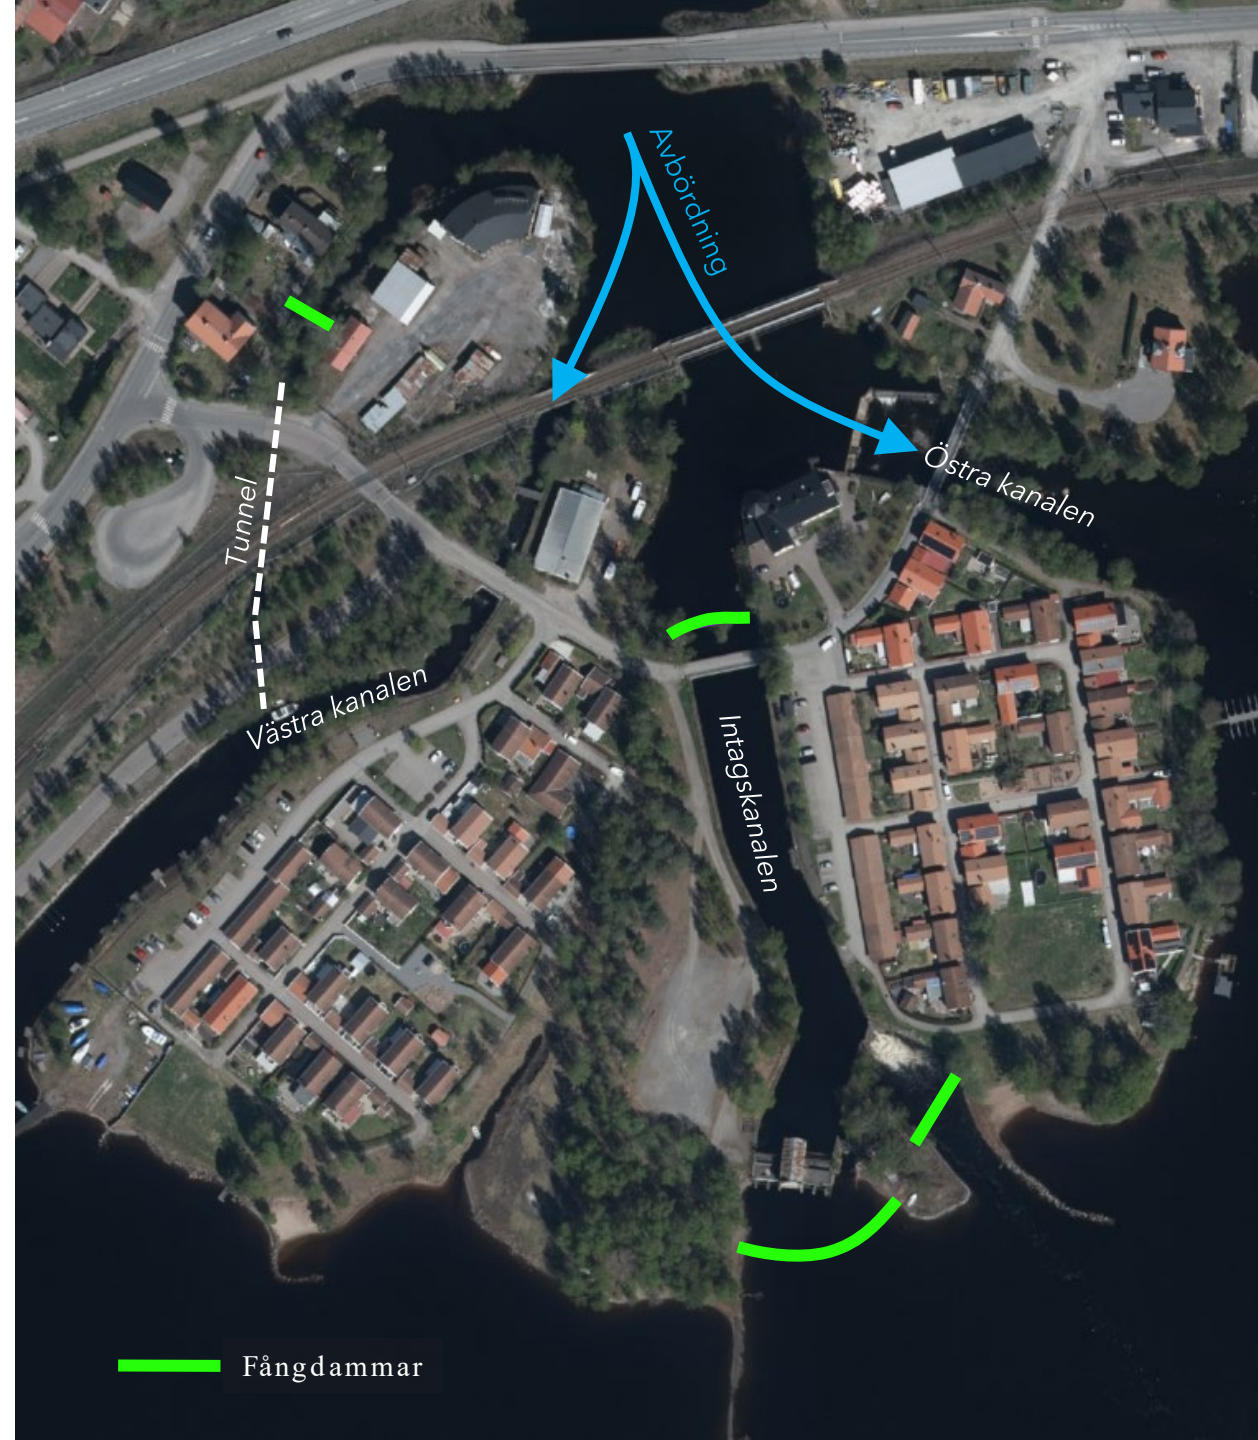 Avbördning
Östra kanalen
Tunnel
Västra kanalen
Intagskanalen
Fångdammar